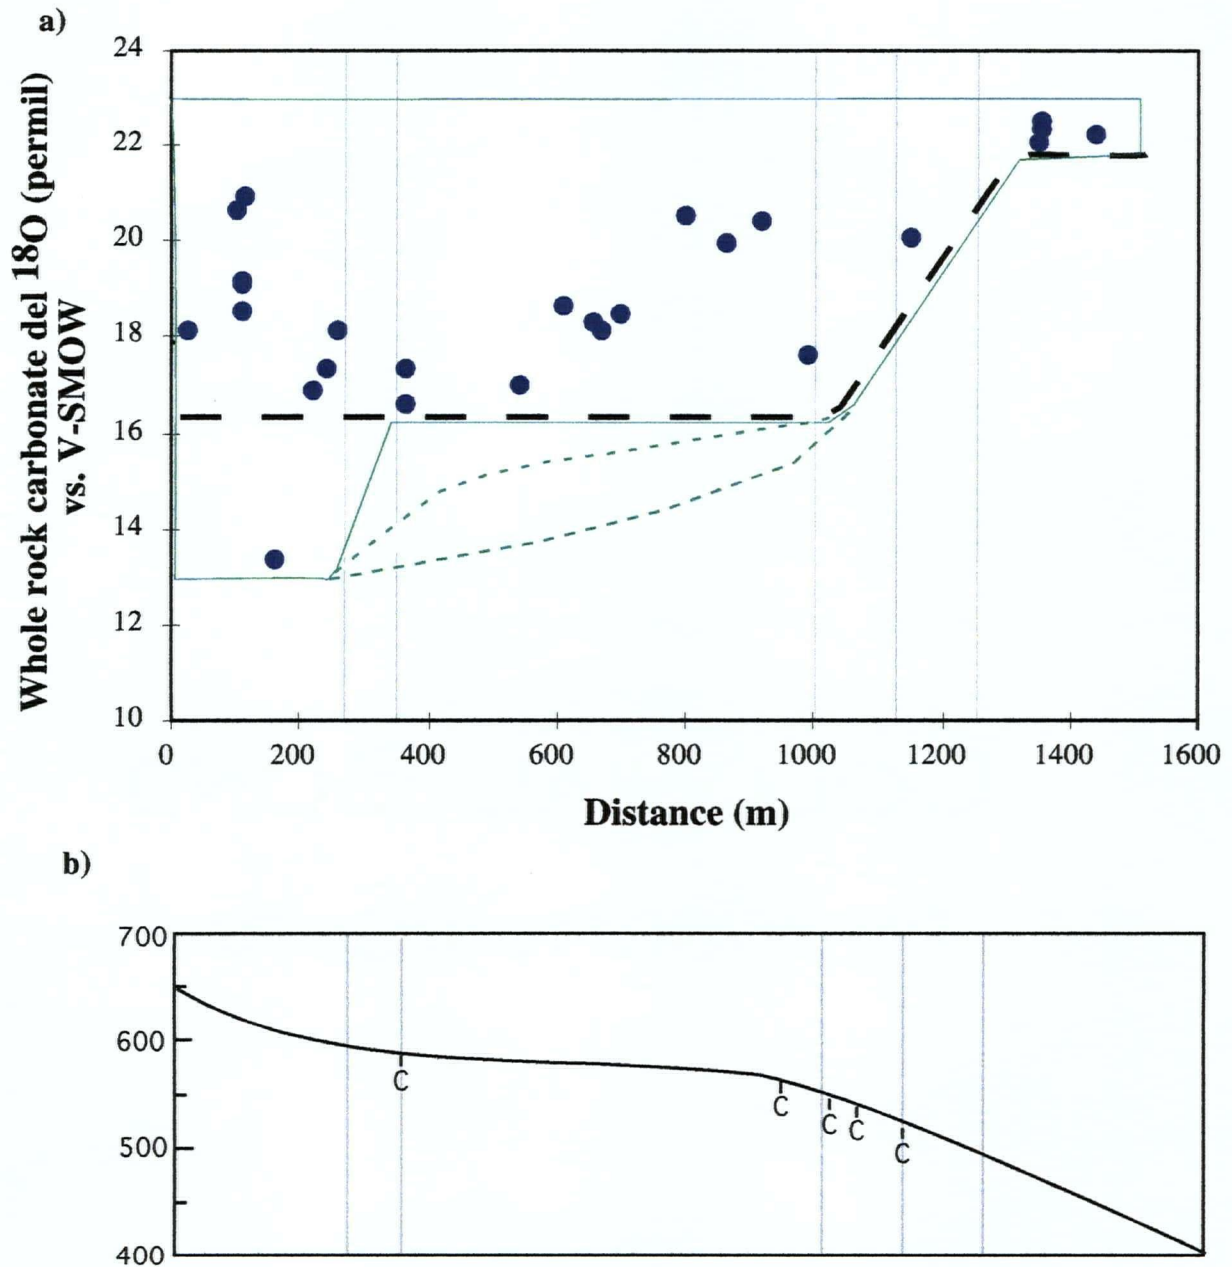 a)
Whole rock carbonate del 18O (permil)
vs. V-SMOW
24
22
20
18
16
14
12
10
0 200 400 600 800 1000 1200 1400 1600
Distance (m)
b)
700
600
500
400
C
C
C
C
C